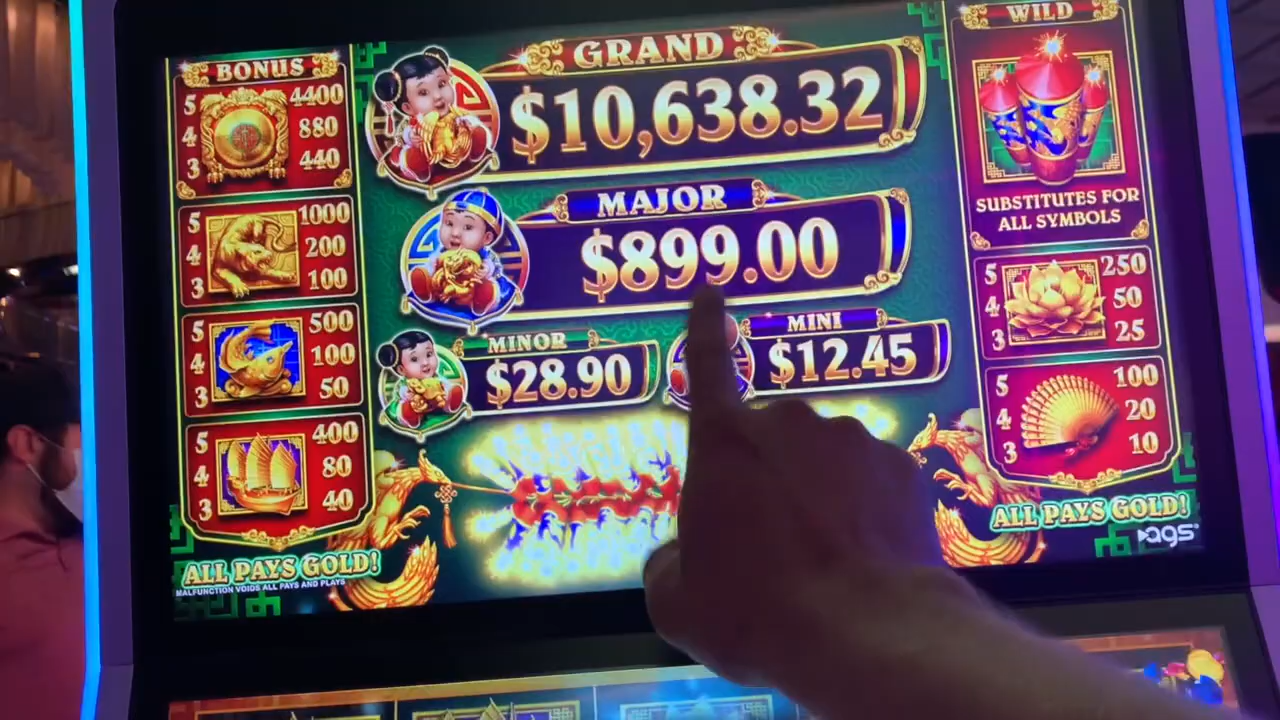 BONUS
5 4400
4 880
3 440
5 1000
4 200
3 100
5 500
4 100
3 50
5 400
4 80
3 40
ALL PAYS GOLD!
MALFUNCTION VOIDS ALL PAYS AND PLAYS
GRAND
$10,638.32
MAJOR
$899.00
MINOR
$28.90
MINI
$12.45
WILD
SUBSTITUTES FOR
ALL SYMBOLS
5 250
4 50
3 25
5 100
4 20
3 10
ALL PAYS GOLD!
ags